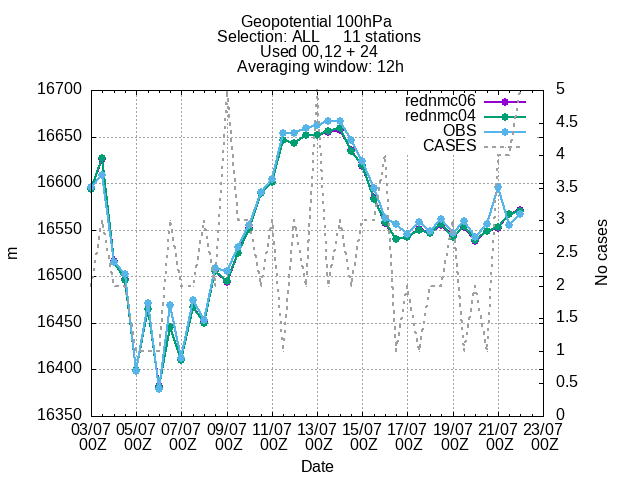 Geopotential 100hPa
Selection: ALL 11 stations
Used 00,12 + 24
Averaging window: 12h
rednmc06
rednmc04
OBS
CASES
16700
16650
16600
16550
16500
16450
16400
16350
m
5
4.5
4
3.5
3
2.5
2
1.5
1
0.5
0
No cases
03/07 05/07 07/07 09/07 11/07 13/07 15/07 17/07 19/07 21/07 23/07
00Z 00Z 00Z 00Z 00Z 00Z 00Z 00Z 00Z 00Z 00Z
Date